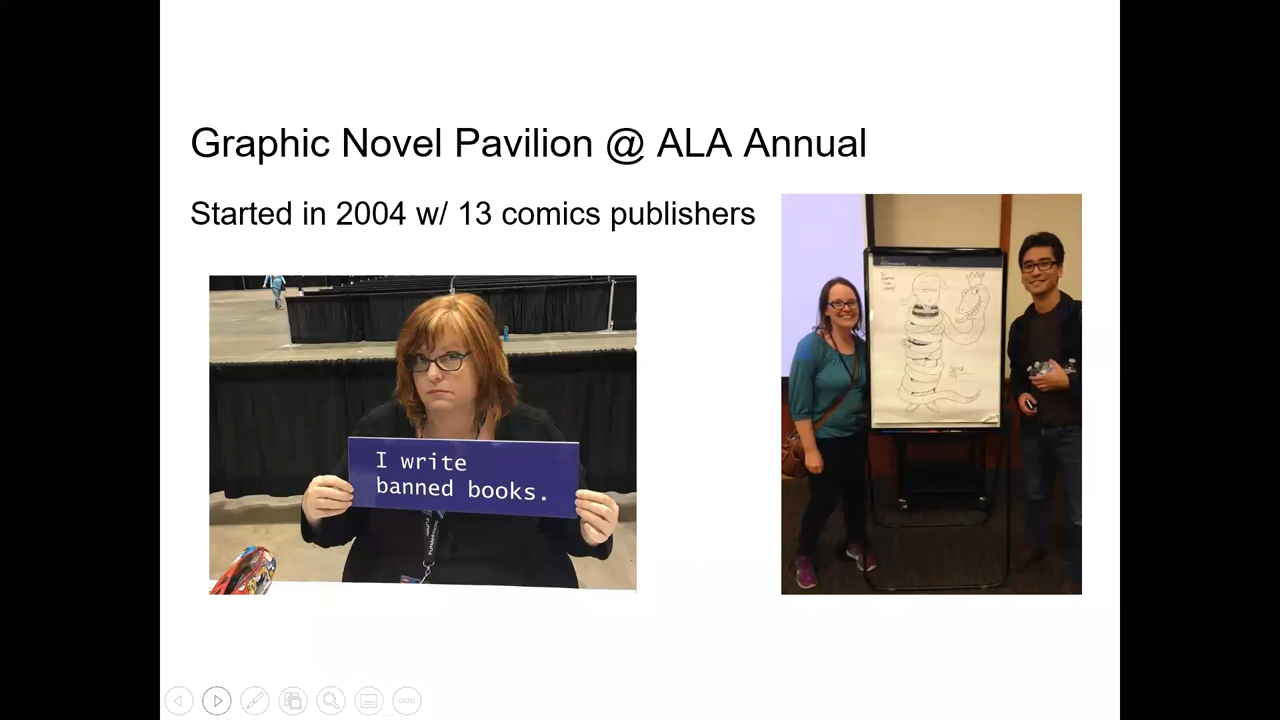 Graphic Novel Pavilion @ ALA Annual
Started in 2004 w/ 13 comics publishers
I write
banned books.